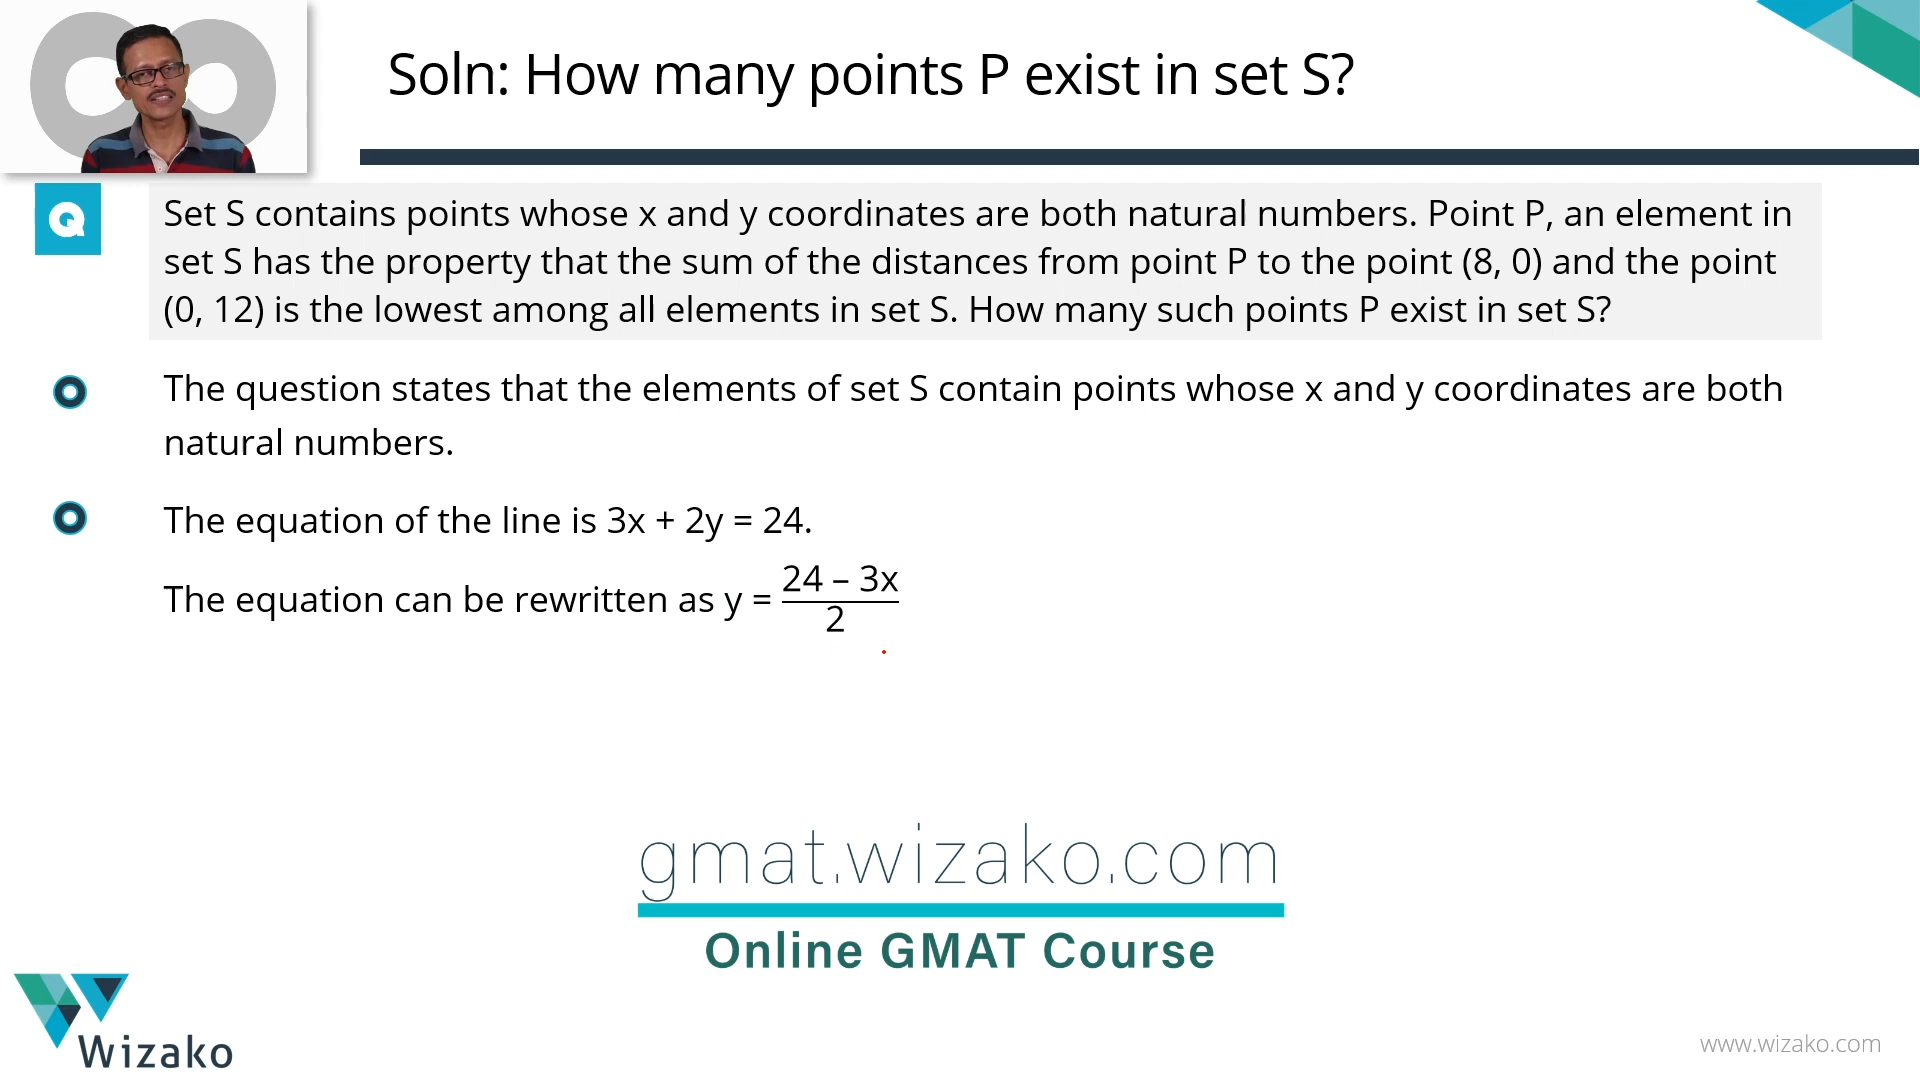 Soln: How many points P exist in set S?
Q
Set S contains points whose x and y coordinates are both natural numbers. Point P, an element in
set S has the property that the sum of the distances from point P to the point (8, 0) and the point
(0, 12) is the lowest among all elements in set S. How many such points P exist in set S?
The question states that the elements of set S contain points whose x and y coordinates are both
natural numbers.
The equation of the line is 3x + 2y = 24.
The equation can be rewritten as y = 24 – 3x
2
gmat.wizako.com
Online GMAT Course
Wizako
www.wizako.com